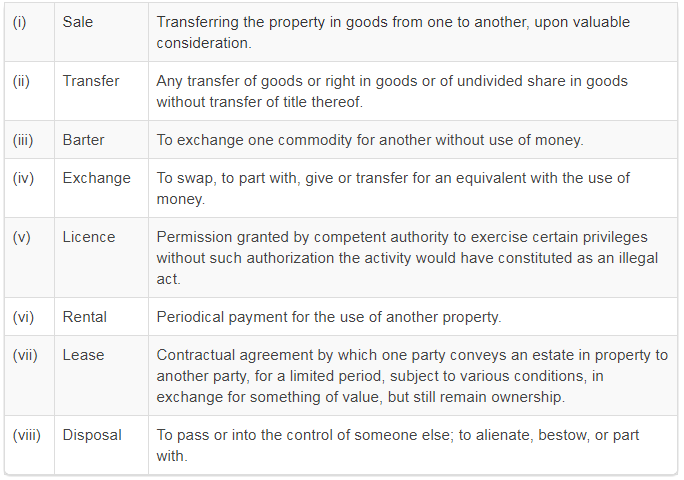 (i) Sale Transferring the property in goods from one to another, upon valuable
consideration.
(ii) Transfer Any transfer of goods or right in goods or of undivided share in goods
without transfer of title thereof.
(iii) Barter To exchange one commodity for another without use of money.
(iv) Exchange To swap, to part with, give or transfer for an equivalent with the use of
money.
(v) Licence Permission granted by competent authority to exercise certain privileges
without such authorization the activity would have constituted as an illegal
act.
(vi) Rental Periodical payment for the use of another property.
(vii) Lease Contractual agreement by which one party conveys an estate in property to
another party, for a limited period, subject to various conditions, in
exchange for something of value, but still remain ownership.
(viii) Disposal To pass or into the control of someone else; to alienate, bestow, or part
with.